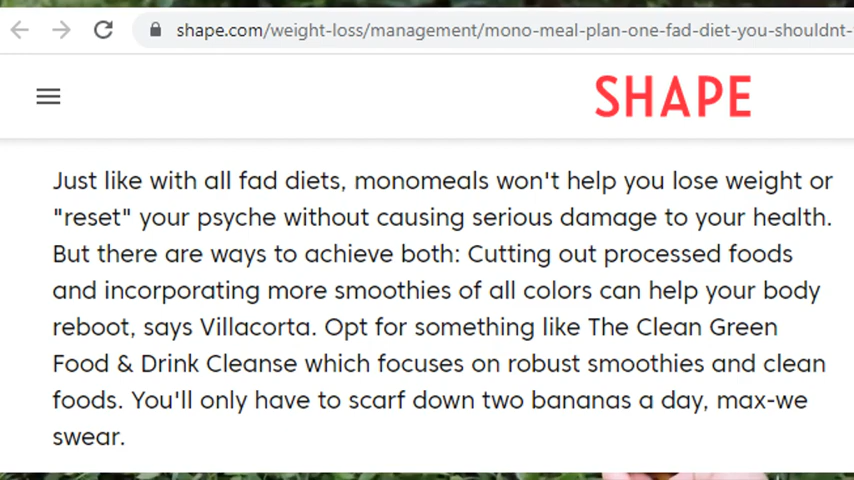 shape.com/weight-loss/management/mono-meal-plan-one-fad-diet-you-shouldnt-
SHAPE
Just like with all fad diets, monomeals won't help you lose weight or
"reset" your psyche without causing serious damage to your health.
But there are ways to achieve both: Cutting out processed foods
and incorporating more smoothies of all colors can help your body
reboot, says Villacorta. Opt for something like The Clean Green
Food & Drink Cleanse which focuses on robust smoothies and clean
foods. You'll only have to scarf down two bananas a day, max-we
swear.